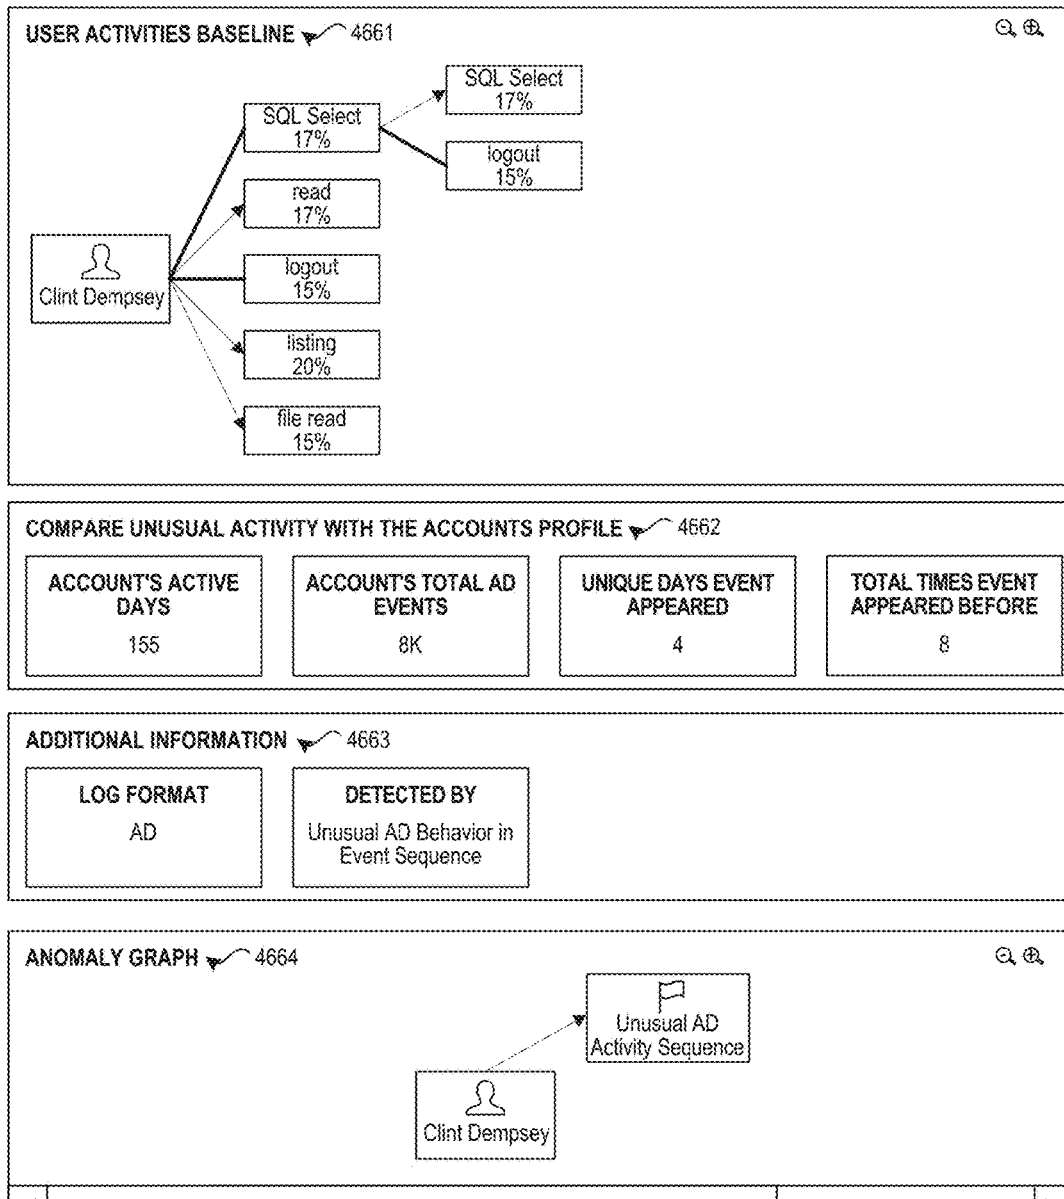 USER ACTIVITIES BASELINE 4661
SQL Select
17%
SQL Select
17%
logout
15%
read
17%
Clint Dempsey
logout
15%
listing
20%
file read
15%
COMPARE UNUSUAL ACTIVITY WITH THE ACCOUNTS PROFILE 4662
ACCOUNT'S ACTIVE
DAYS
155
ACCOUNT'S TOTAL AD
EVENTS
8K
UNIQUE DAYS EVENT
APPEARED
4
TOTAL TIMES EVENT
APPEARED BEFORE
8
ADDITIONAL INFORMATION 4663
LOG FORMAT
AD
DETECTED BY
Unusual AD Behavior in
Event Sequence
ANOMALY GRAPH 4664
Unusual AD
Activity Sequence
Clint Dempsey